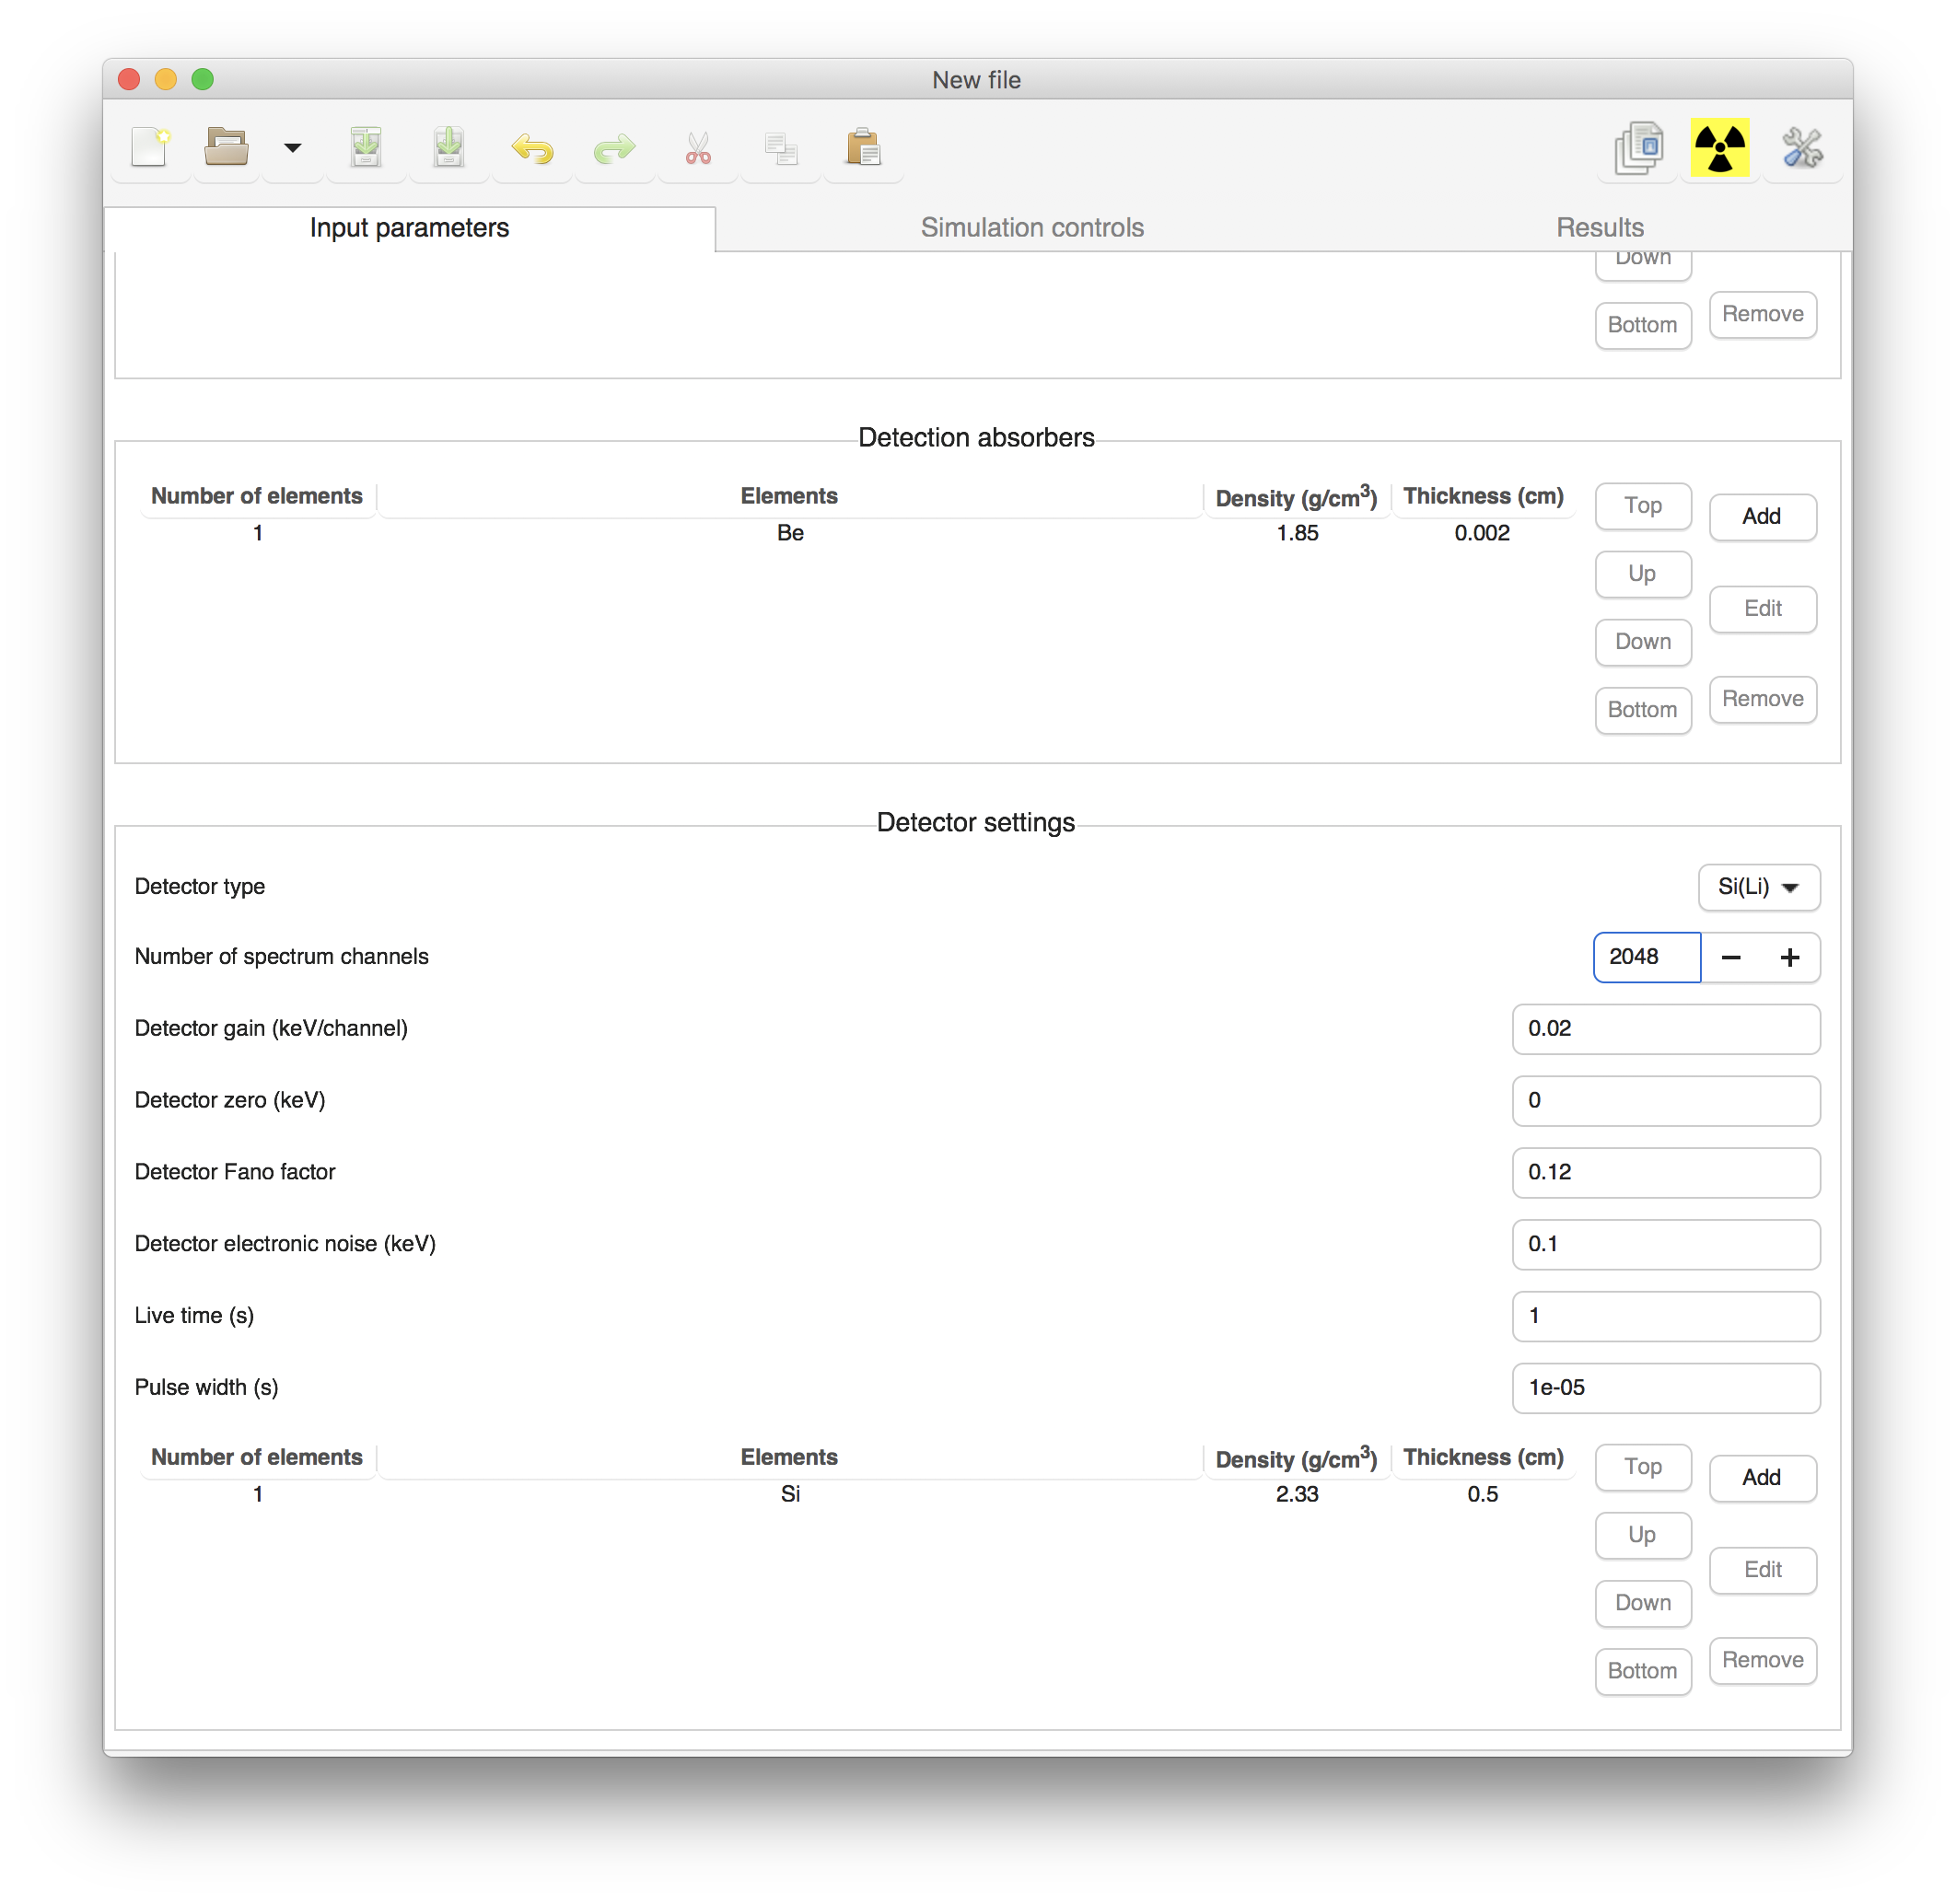 New file
Input parameters
Simulation controls
Results
Down
Bottom
Remove
Detection absorbers
Number of elements Elements Density (g/cm³) Thickness (cm)
1 Be 1.85 0.002
Top
Add
Up
Edit
Down
Remove
Bottom
Detector settings
Detector type Si(Li)
Number of spectrum channels 2048 − +
Detector gain (keV/channel) 0.02
Detector zero (keV) 0
Detector Fano factor 0.12
Detector electronic noise (keV) 0.1
Live time (s) 1
Pulse width (s) 1e-05
Number of elements Elements Density (g/cm³) Thickness (cm)
1 Si 2.33 0.5
Top
Add
Up
Edit
Down
Remove
Bottom